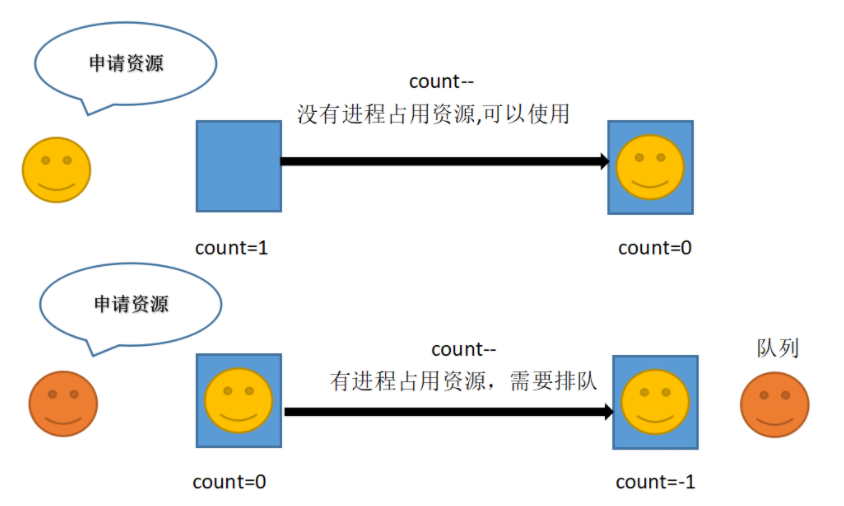 申请资源
count--
没有进程占用资源,可以使用
count=1
count=0
申请资源
count--
有进程占用资源，需要排队
队列
count=0
count=-1